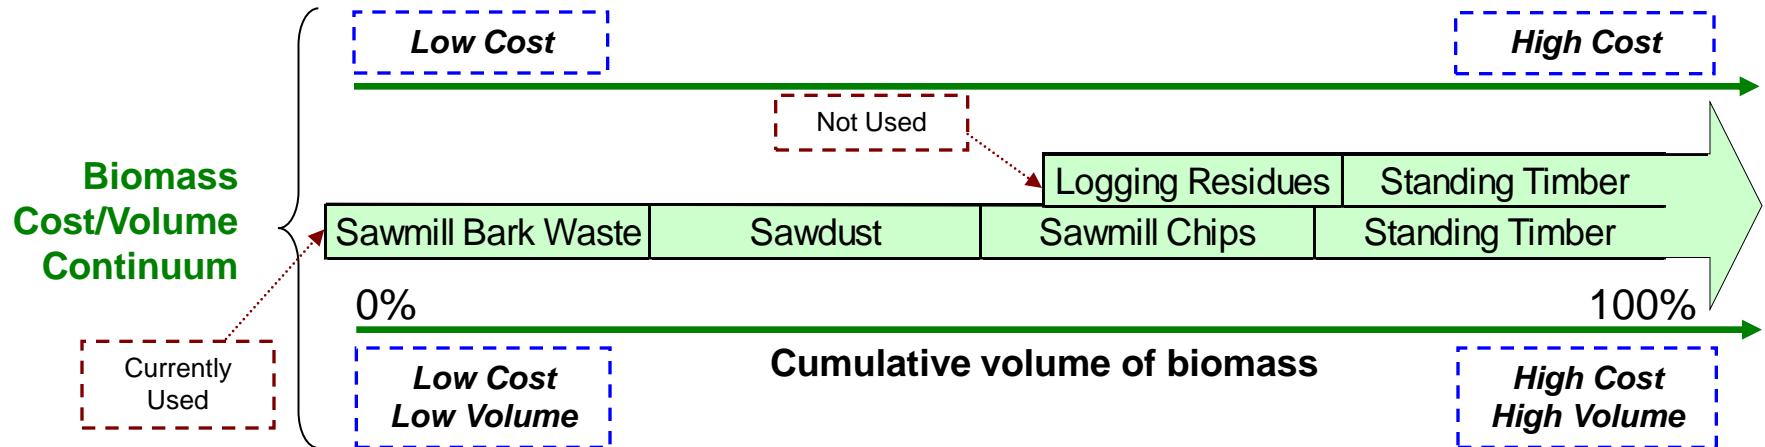 Low Cost
High Cost
Not Used
Biomass
Cost/Volume
Continuum
Logging Residues
Standing Timber
Sawmill Bark Waste
Sawdust
Sawmill Chips
Standing Timber
0%
100%
Currently
Used
Low Cost
Low Volume
Cumulative volume of biomass
High Cost
High Volume